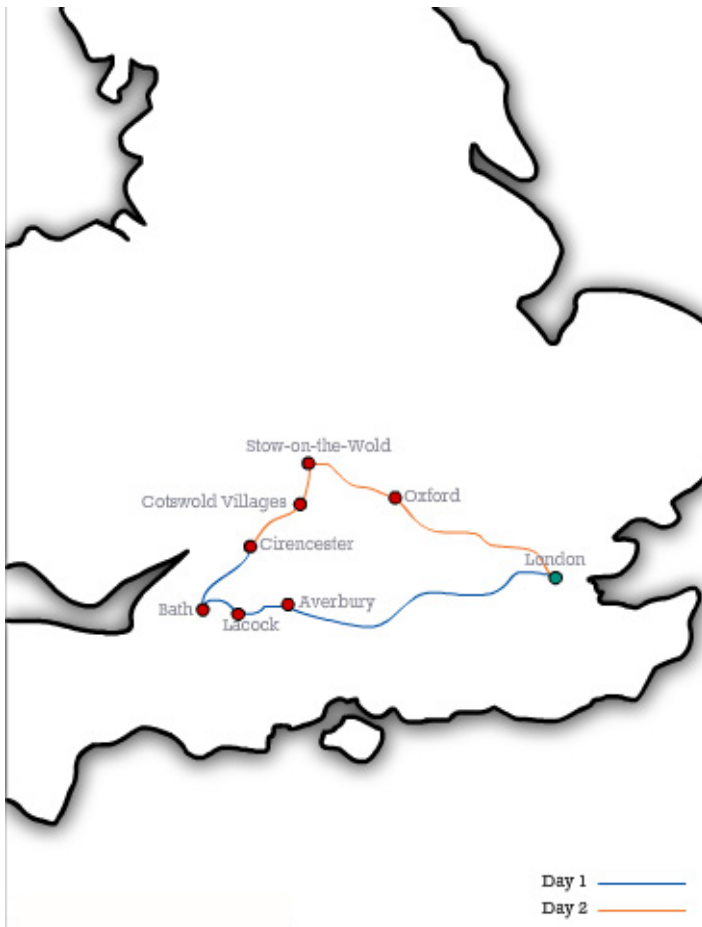 Stow-on-the-Wold
Cotswold Villages
Oxford
Cirencester
London
Bath
Averbury
Lacock
Day 1
Day 2